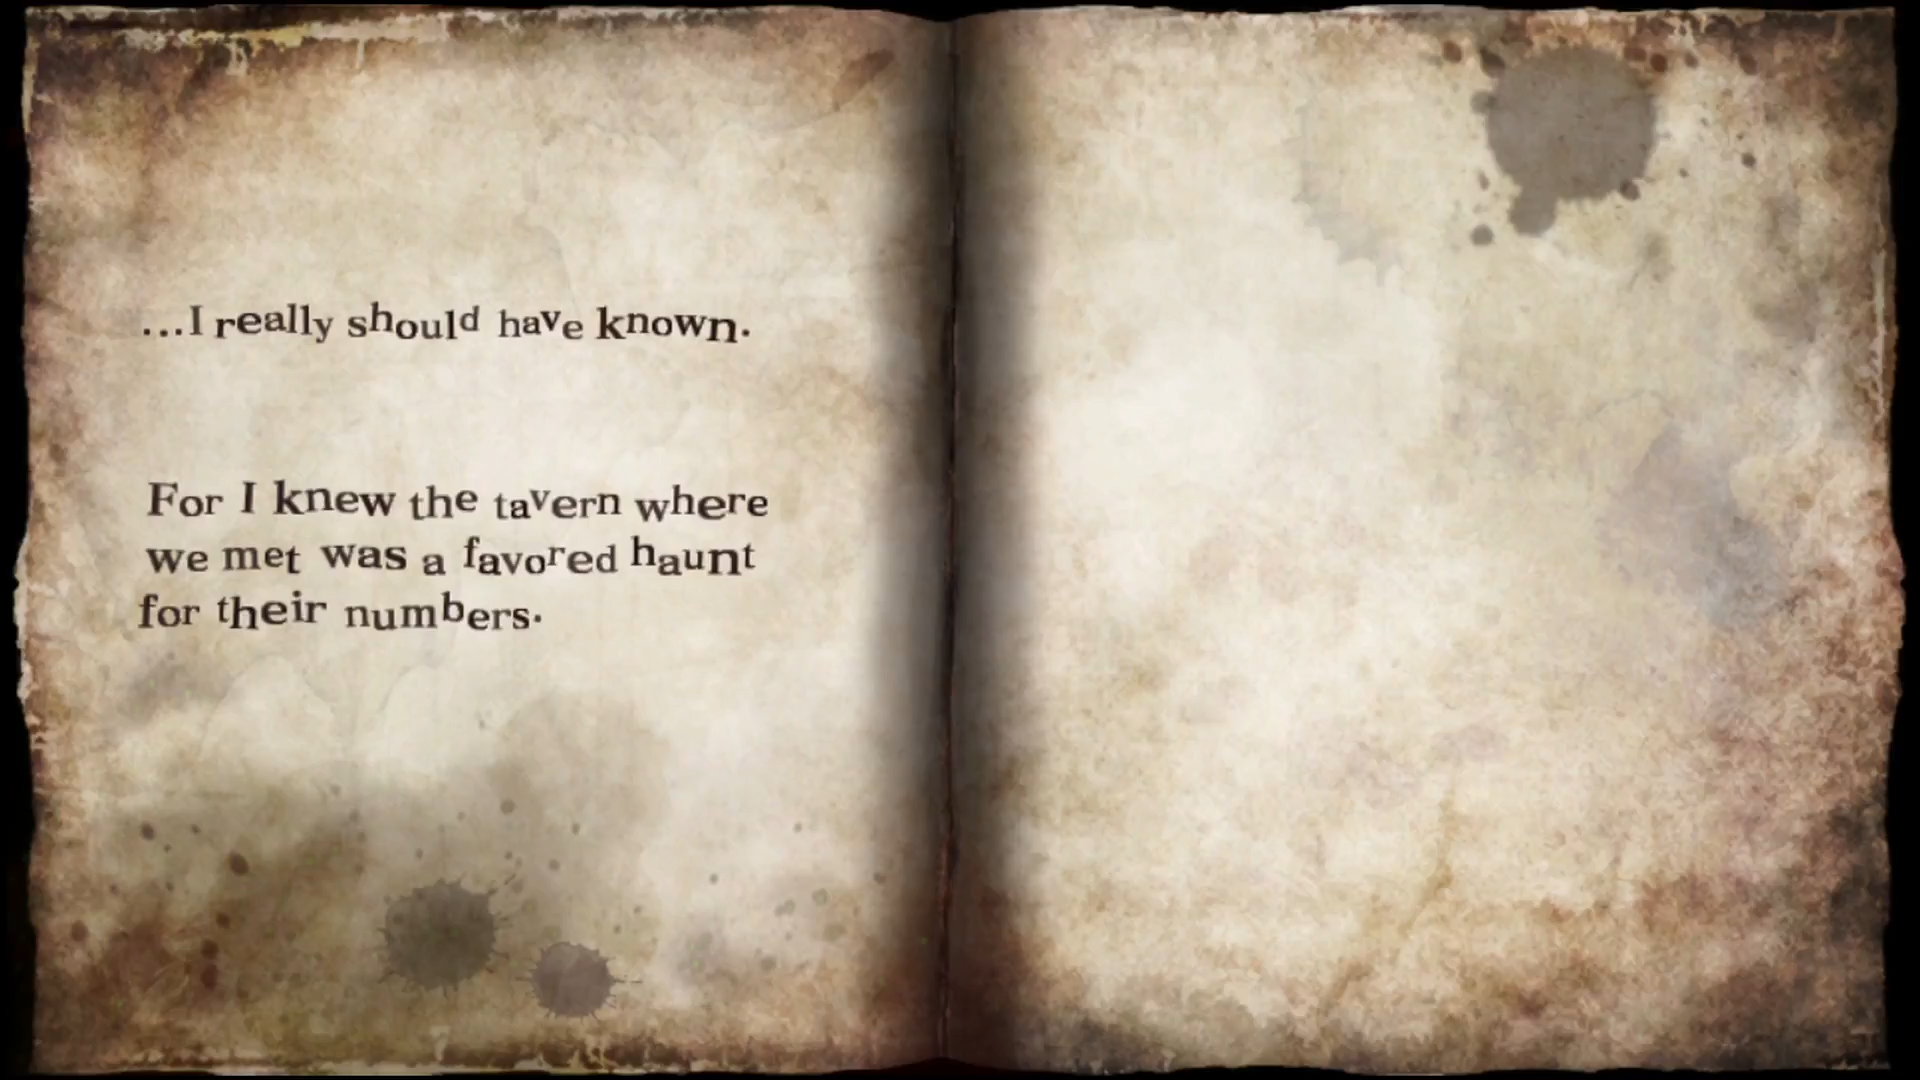 ...I really should have known.
For I knew the tavern where
we met was a favored haunt
for their numbers.